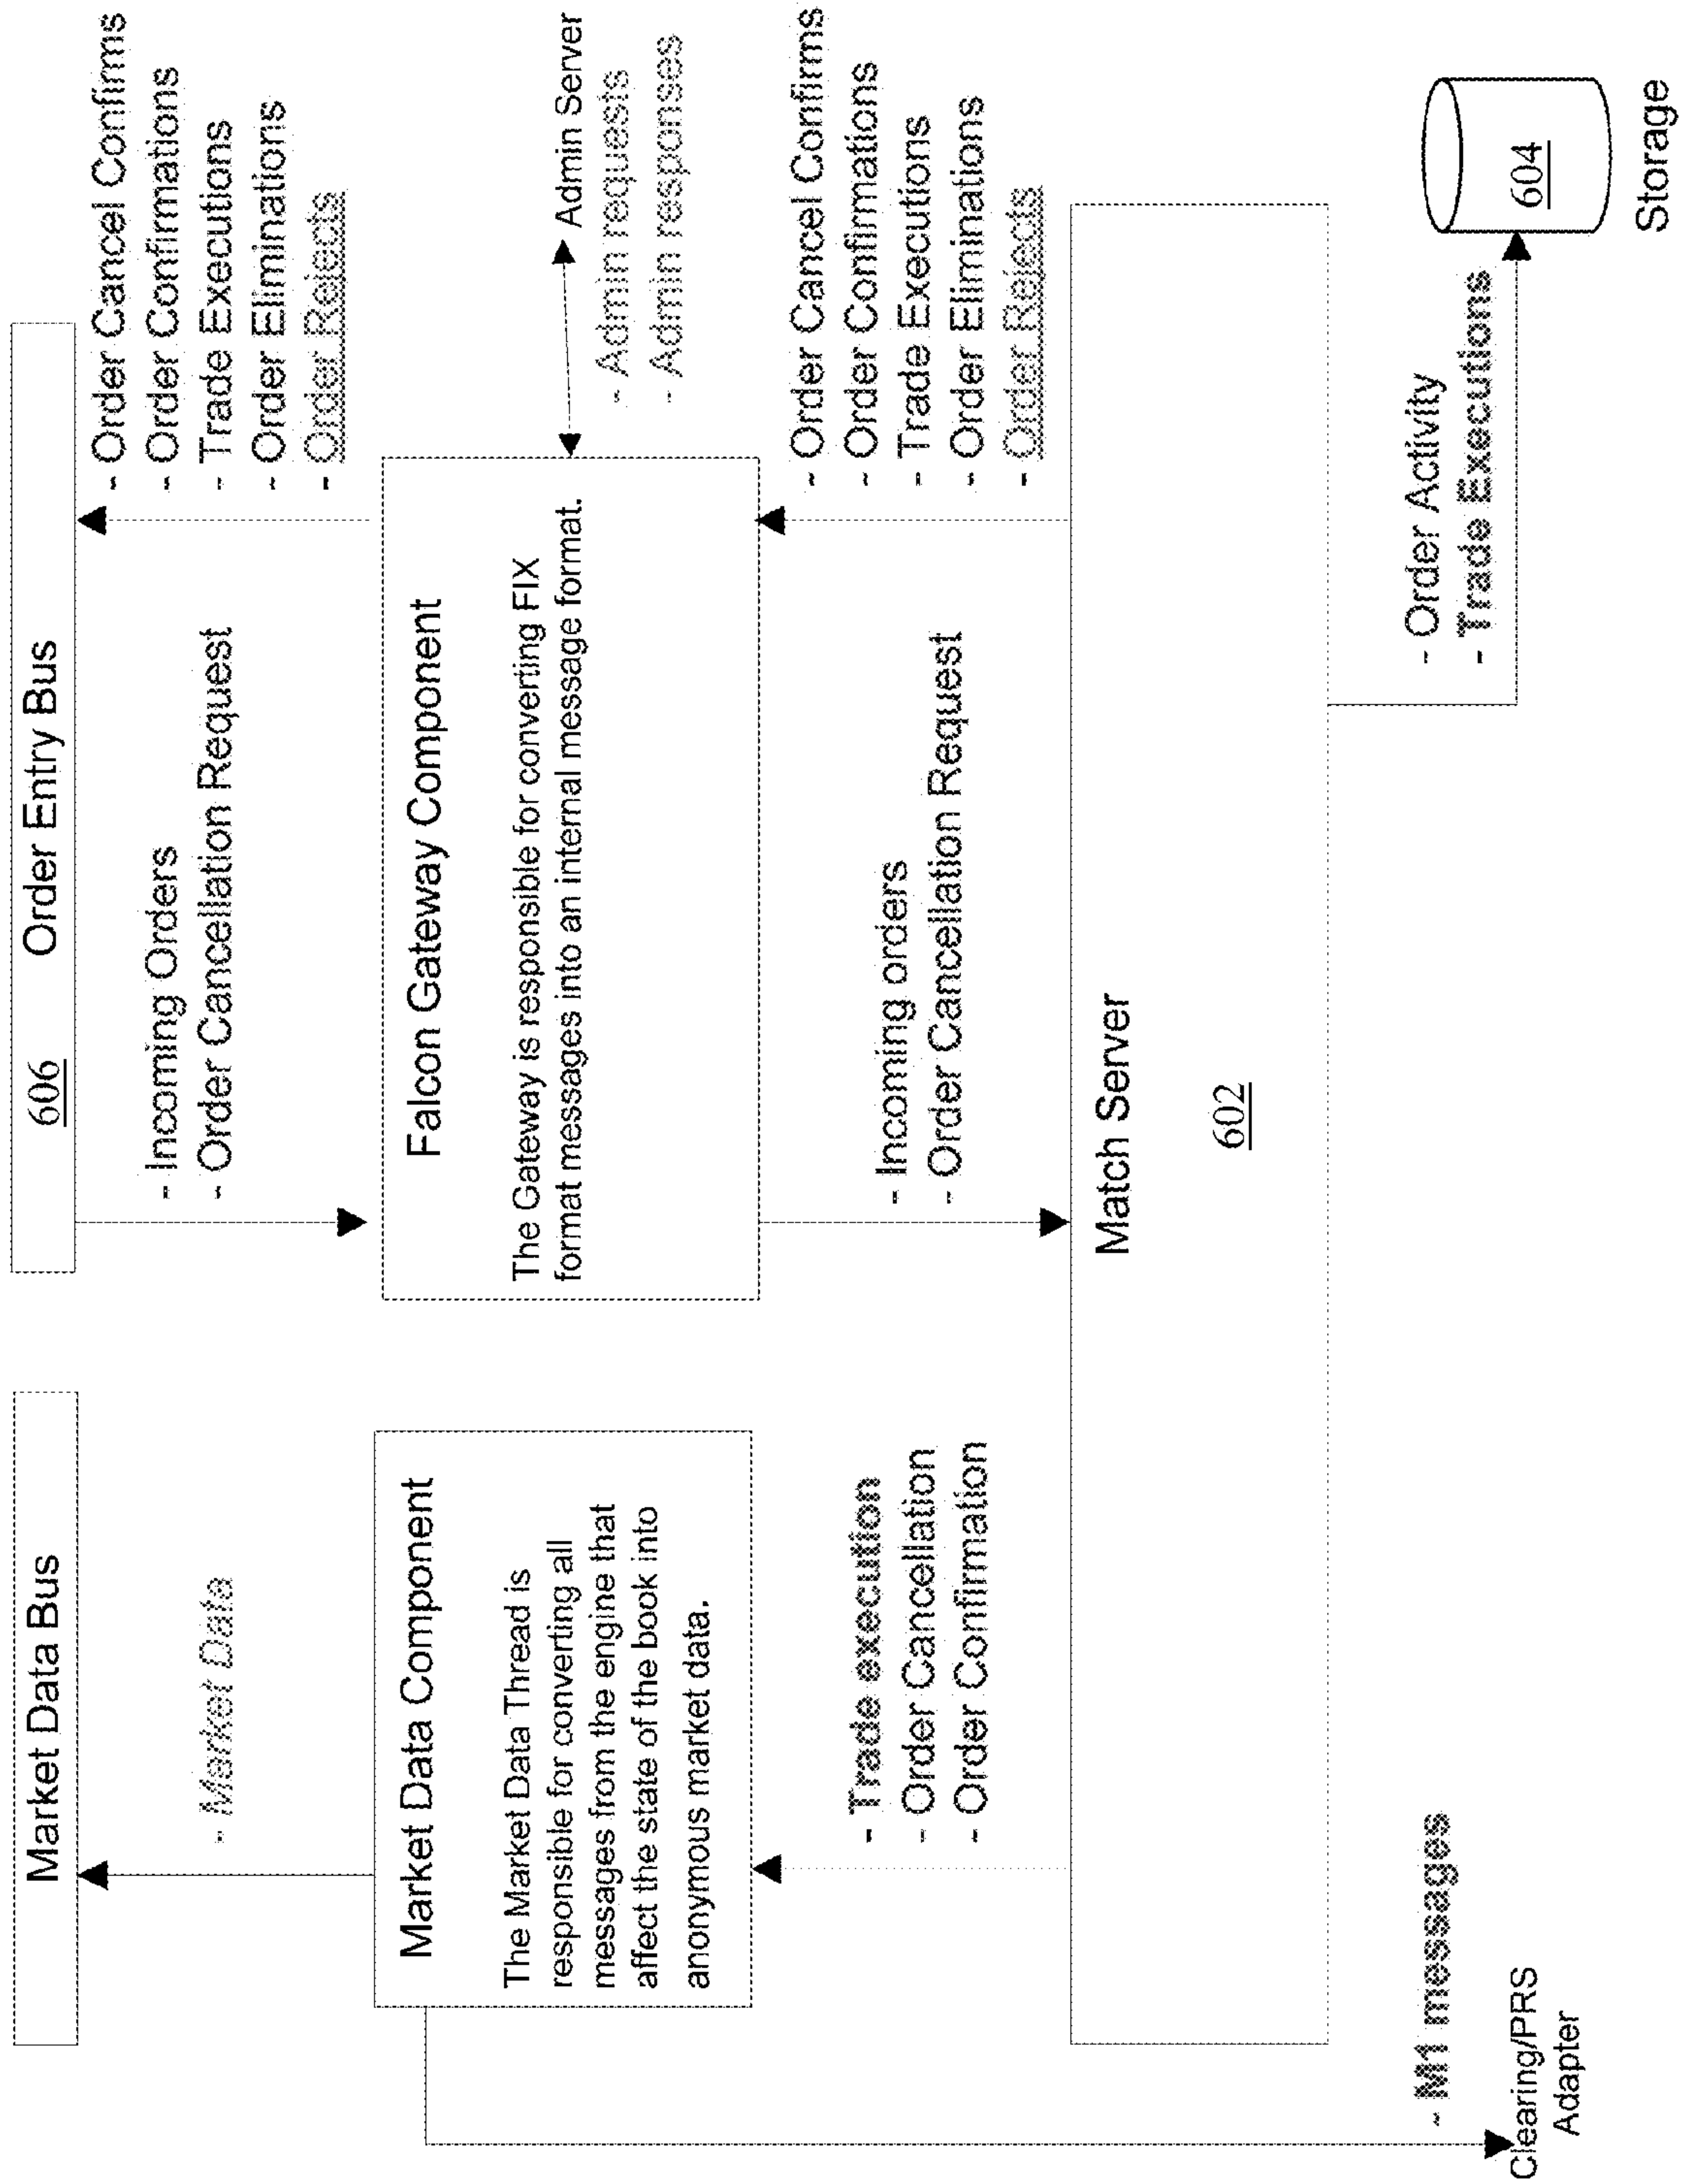 Market Data Bus
606 Order Entry Bus
- Market Data
- Incoming Orders
- Order Cancellation Request
- Order Cancel Confirms
- Order Confirmations
- Trade Executions
- Order Eliminations
- Order Rejects
Market Data Component
The Market Data Thread is
responsible for converting all
messages from the engine that
affect the state of the book into
anonymous market data.
Falcon Gateway Component
The Gateway is responsible for converting FIX
format messages into an internal message format.
Admin Server
- Admin requests
- Admin responses
- Trade execution
- Order Cancellation
- Order Confirmation
- Incoming orders
- Order Cancellation Request
- Order Cancel Confirms
- Order Confirmations
- Trade Executions
- Order Eliminations
- Order Rejects
Match Server
602
- M1 messages
Clearing/PRS
Adapter
- Order Activity
- Trade Executions
604
Storage